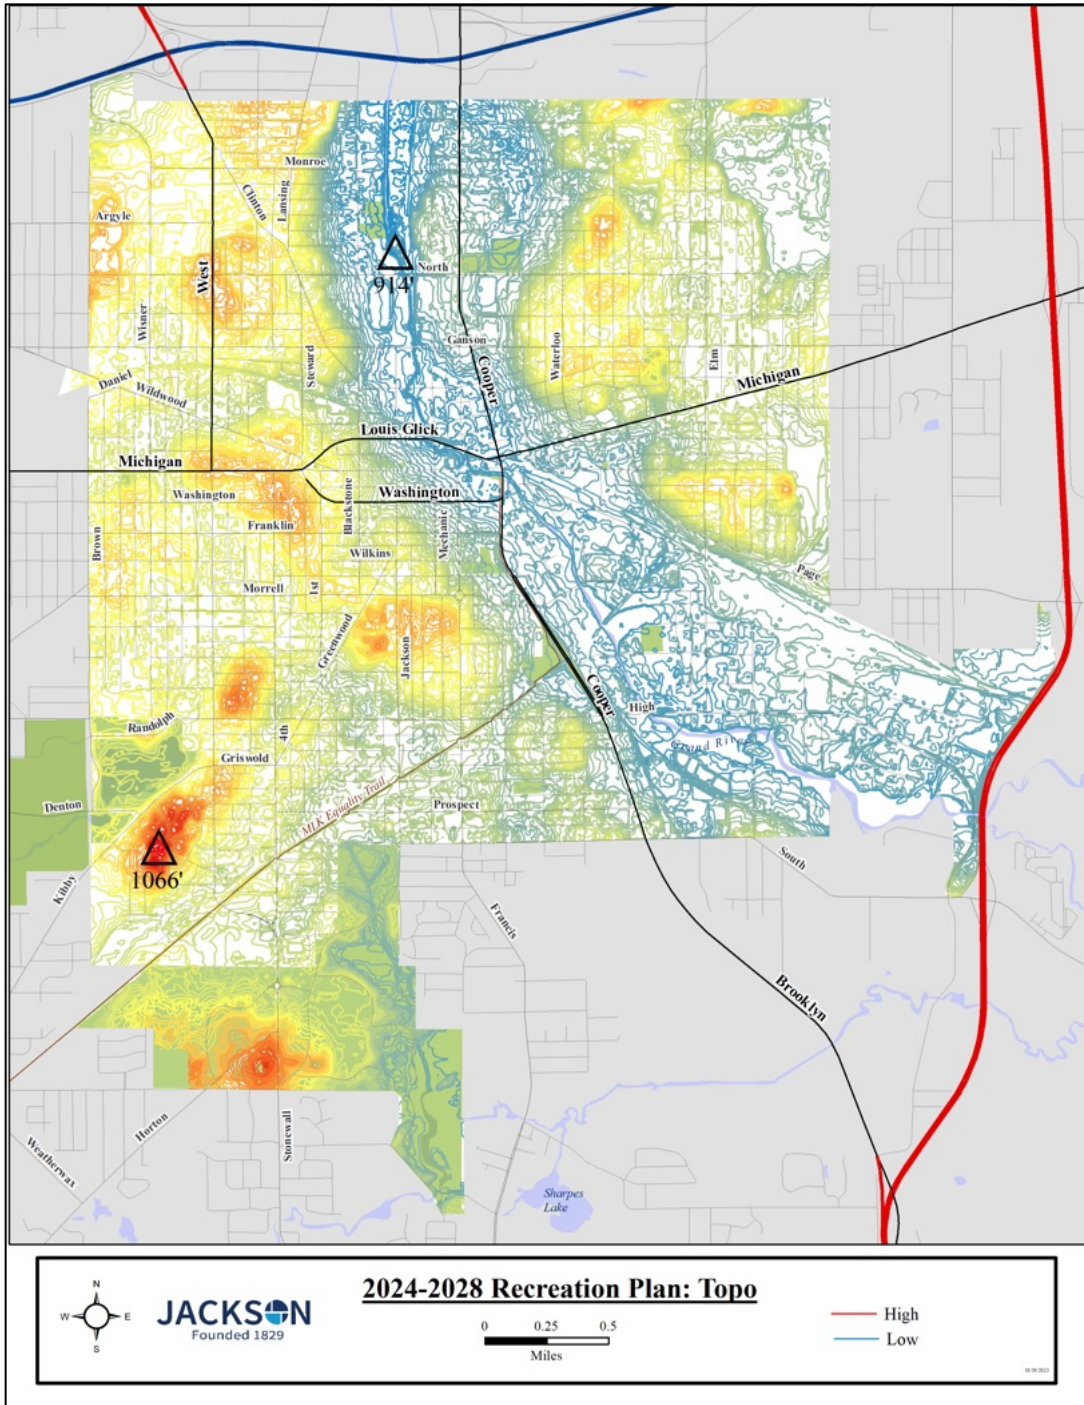 Monroe
Lansing
Clinton
Argyle
West
North
914'
Wisner
Steward
Ganson
Cooper
Waterloo
Elm
Michigan
Daniel
Wildwood
Louis Glick
Michigan
Washington
Washington
Blackstone
Mechanic
Franklin
Brown
Wilkins
Page
Morrell
1st
Greenwood
Jackson
Cooper
High
Randolph
4th
Grand River
Griswold
Denton
MLK Equality Trail
Prospect
1066'
Kibby
South
Francis
Brooklyn
Horton
Stonewall
Weatherwax
Sharpes
Lake
2024-2028 Recreation Plan: Topo
N
W E
S
JACKSON
Founded 1829
0 0.25 0.5
Miles
High
Low